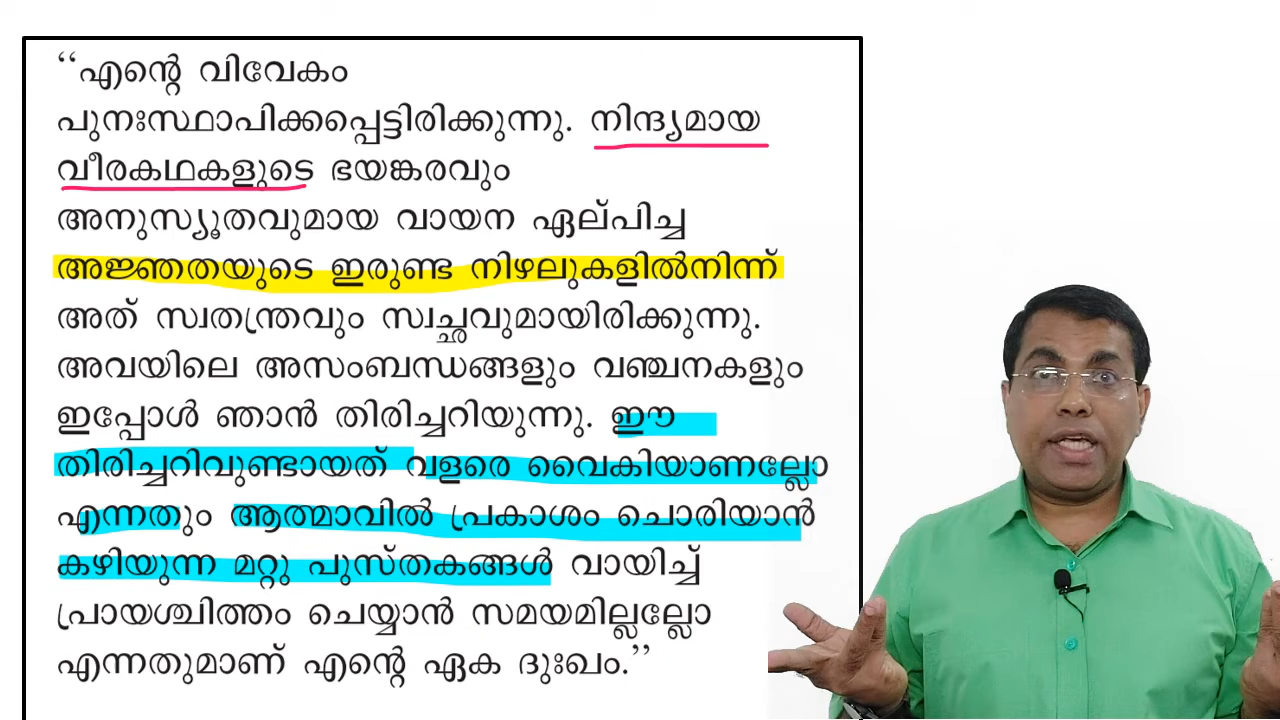 ‘‘എന്റെ വിവേകം
പുനഃസ്ഥാപിക്കപ്പെട്ടിരിക്കുന്നു. നിന്ദ്യമായ
വീരകഥകളുടെ ഭയങ്കരവും
അനുസ്യൂതവുമായ വായന ഏല്പിച്ച
അജ്ഞതയുടെ ഇരുണ്ട നിഴലുകളിൽനിന്ന്
അത് സ്വതന്ത്രവും സ്വച്ഛവുമായിരിക്കുന്നു.
അവയിലെ അസംബന്ധങ്ങളും വഞ്ചനകളും
ഇപ്പോൾ ഞാൻ തിരിച്ചറിയുന്നു. ഈ
തിരിച്ചറിവുണ്ടായത് വളരെ വൈകിയാണല്ലോ
എന്നതും ആത്മാവിൽ പ്രകാശം ചൊരിയാൻ
കഴിയുന്ന മറ്റു പുസ്തകങ്ങൾ വായിച്ച്
പ്രായശ്ചിത്തം ചെയ്യാൻ സമയമില്ലല്ലോ
എന്നതുമാണ് എന്റെ ഏക ദുഃഖം.’’